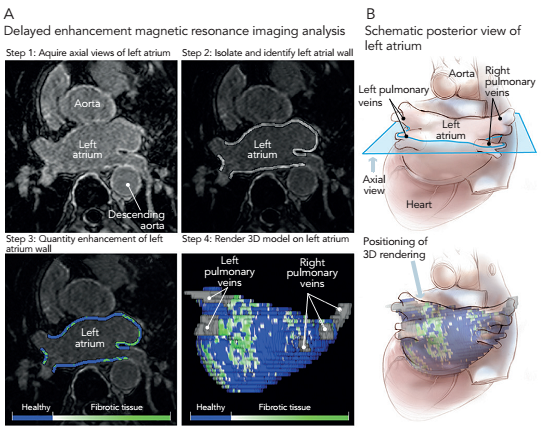 A
Delayed enhancement magnetic resonance imaging analysis
Step 1: Aquire axial views of left atrium
Aorta
Left
atrium
Descending
aorta
Step 2: Isolate and identify left atrial wall
Left
atrium
Step 3: Quantity enhancement of left
atrium wall
Left
atrium
Healthy
Fibrotic tissue
Step 4: Render 3D model on left atrium
Left
pulmonary
veins
Right
pulmonary
veins
Healthy
Fibrotic tissue
B
Schematic posterior view of
left atrium
Aorta
Right
pulmonary
veins
Left pulmonary
veins
Left
atrium
Axial
view
Heart
Positioning of
3D rendering